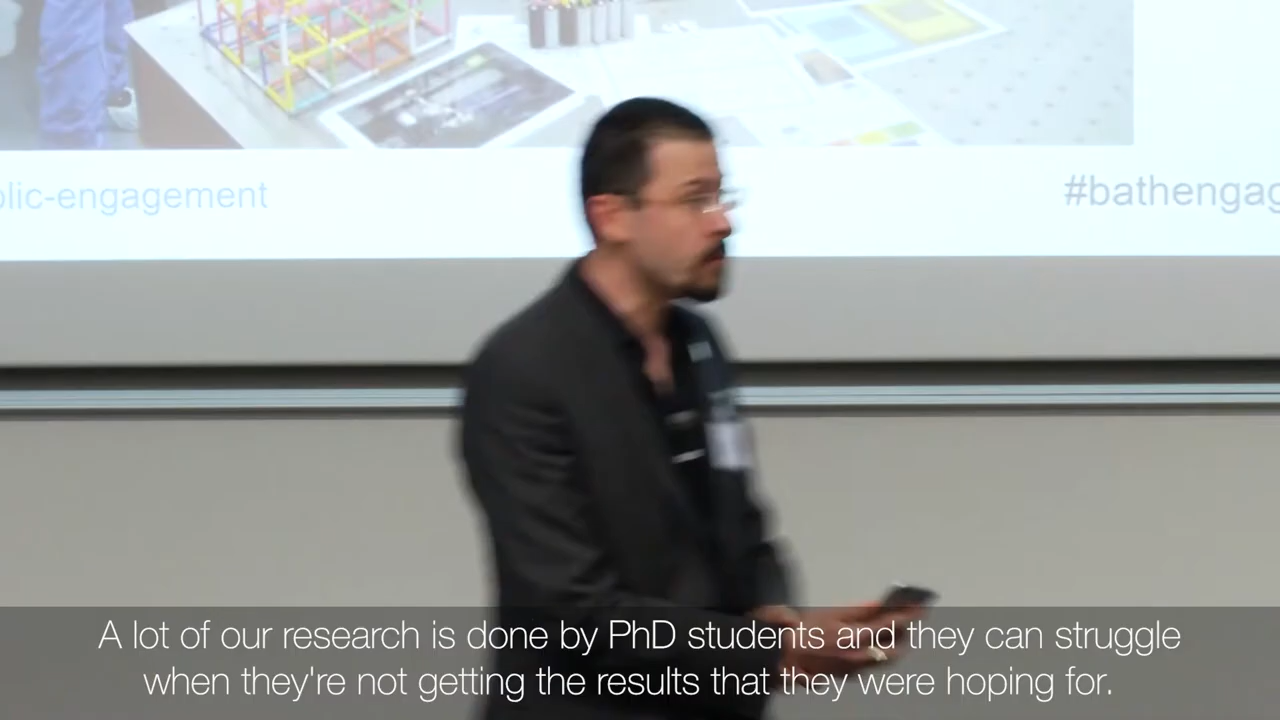 blic-engagement
#bathengag
A lot of our research is done by PhD students and they can struggle
when they're not getting the results that they were hoping for.